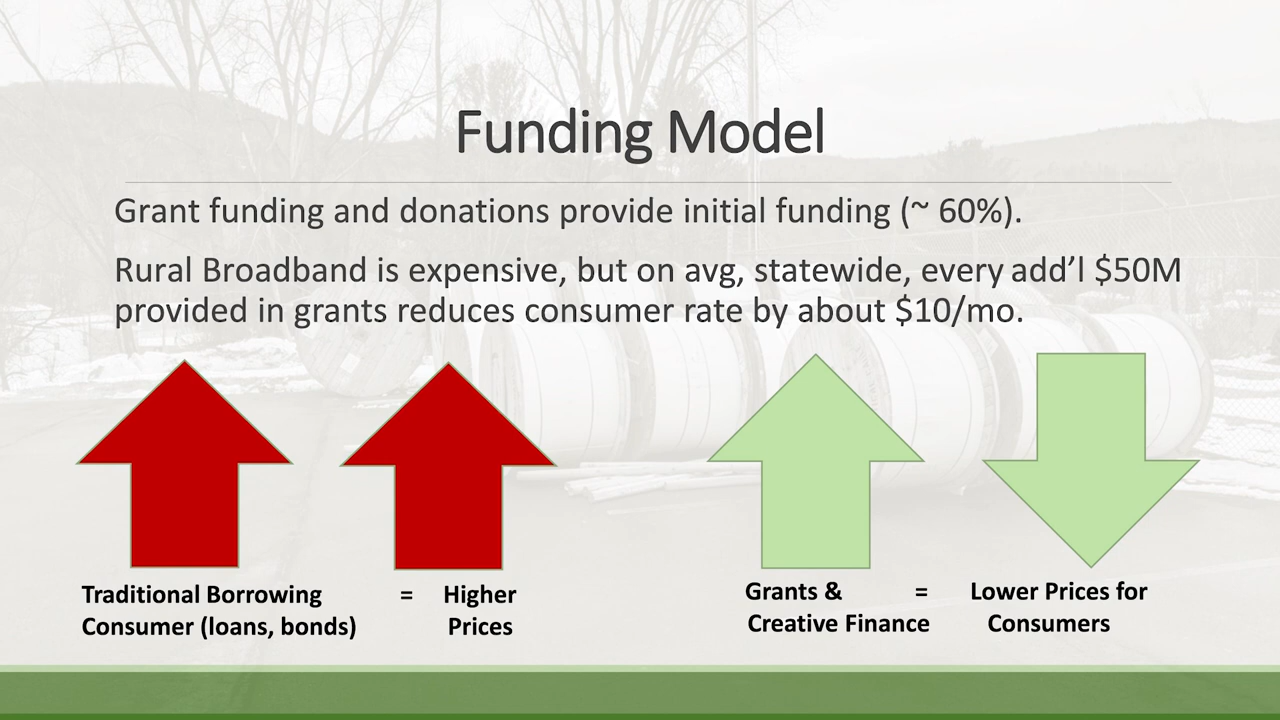 Funding Model
Grant funding and donations provide initial funding (~ 60%).
Rural Broadband is expensive, but on avg, statewide, every add’l $50M
provided in grants reduces consumer rate by about $10/mo.
Traditional Borrowing = Higher
Consumer (loans, bonds) Prices
Grants & = Lower Prices for
Creative Finance Consumers